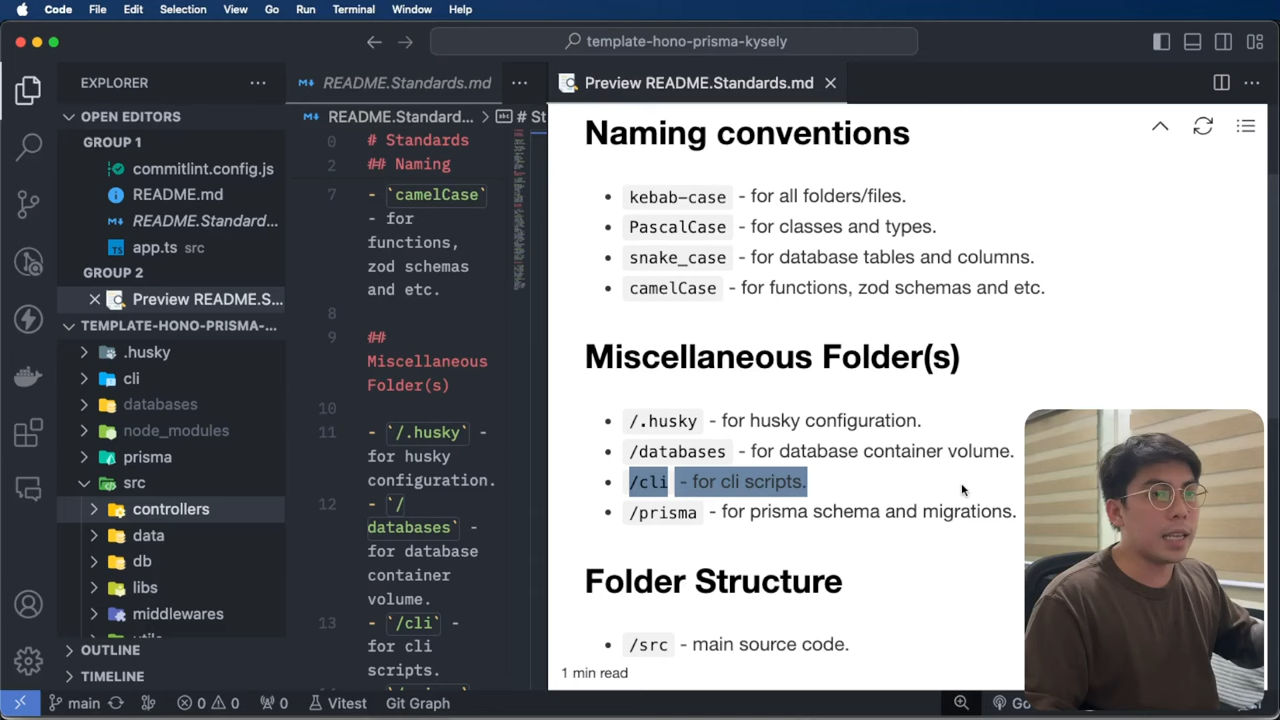 Code File Edit Selection View Go Run Terminal Window Help
template-hono-prisma-kysely
EXPLORER
OPEN EDITORS
GROUP 1
commitlint.config.js
README.md
README.Standard...
app.ts src
GROUP 2
Preview README.S...
TEMPLATE-HONO-PRISMA-...
.husky
cli
databases
node_modules
prisma
src
controllers
data
db
libs
middlewares
OUTLINE
TIMELINE
README.Standards.md
README.Standard... # St
0 # Standards
2 ## Naming
7 - `camelCase`
- for
functions,
zod schemas
and etc.
8
9 ##
Miscellaneous
Folder(s)
10
11 - `/.husky` -
for husky
configuration.
12 - `/
databases` -
for database
container
volume.
13 - `/cli` -
for cli
scripts.
Preview README.Standards.md
Naming conventions
• kebab-case - for all folders/files.
• PascalCase - for classes and types.
• snake_case - for database tables and columns.
• camelCase - for functions, zod schemas and etc.
Miscellaneous Folder(s)
• /.husky - for husky configuration.
• /databases - for database container volume.
• /cli - for cli scripts.
• /prisma - for prisma schema and migrations.
Folder Structure
• /src - main source code.
1 min read
main 0 0 0 Vitest Git Graph Go